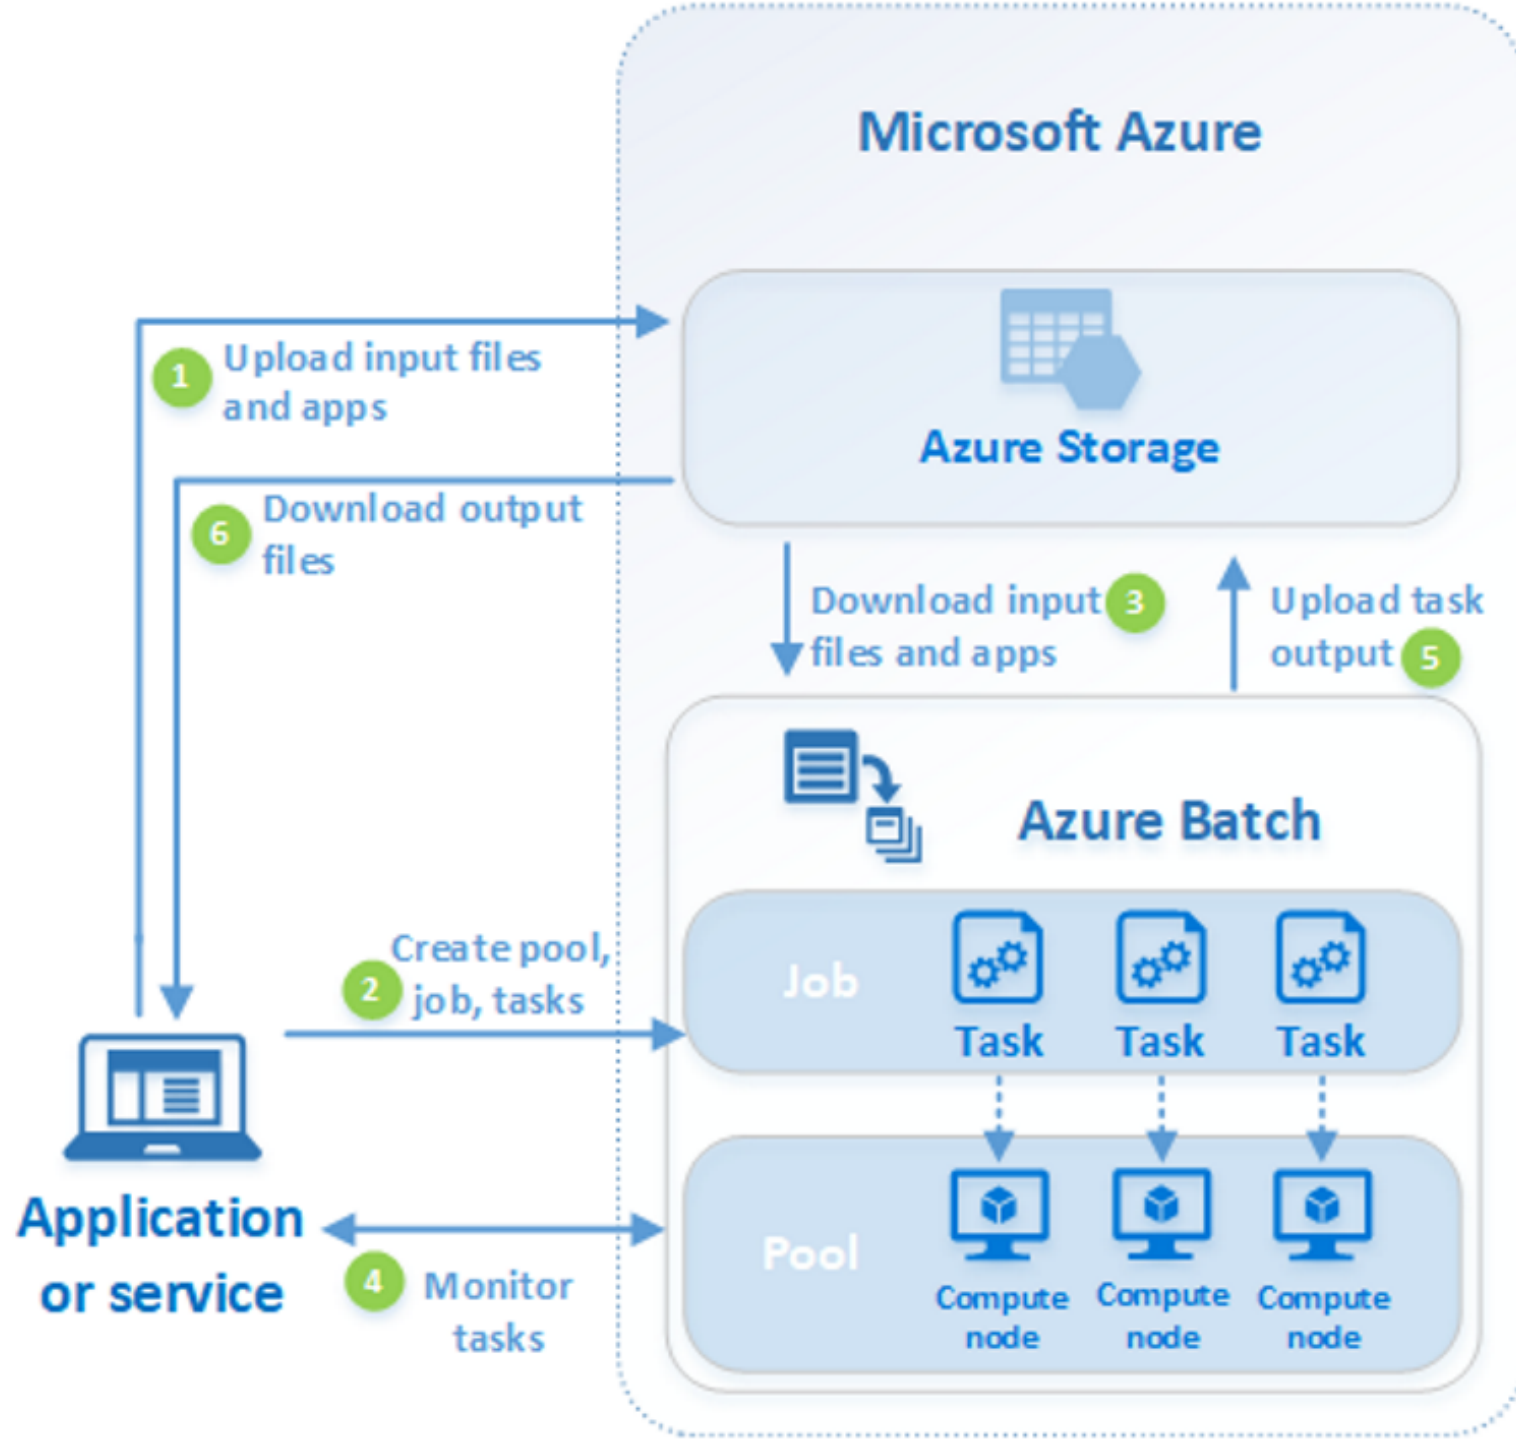 Microsoft Azure
1
Upload input files
and apps
Azure Storage
6
Download output
files
Download input
files and apps
3
Upload task
output
5
Azure Batch
2
Create pool,
job, tasks
Job
Task
Task
Task
Application
or service
4
Monitor
tasks
Pool
Compute
node
Compute
node
Compute
node